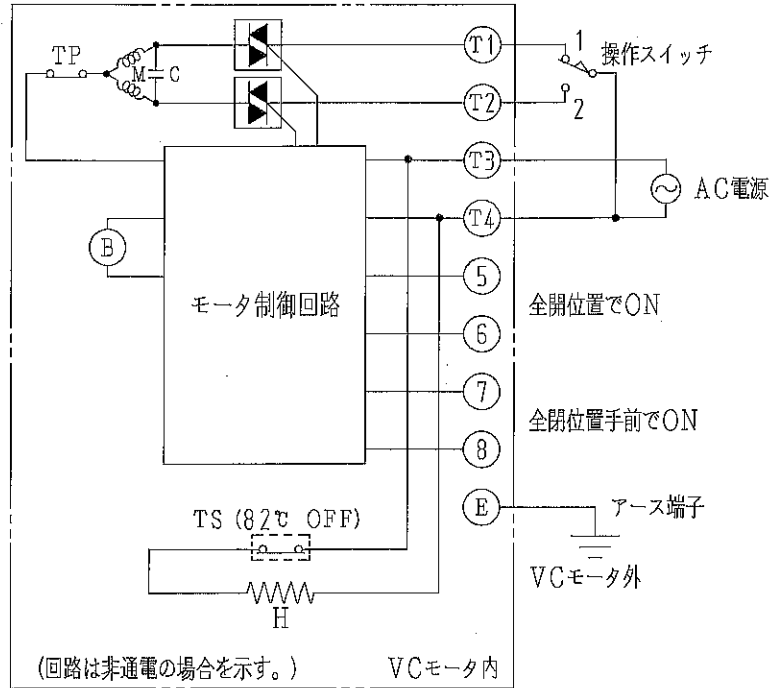 TP
M
C
T1
1
操作スイッチ
T2
2
T3
AC電源
T4
B
モータ制御回路
5
全開位置でON
6
7
全閉位置手前でON
8
TS (82℃ OFF)
E
アース端子
VCモータ外
H
(回路は非通電の場合を示す。)
VCモータ内